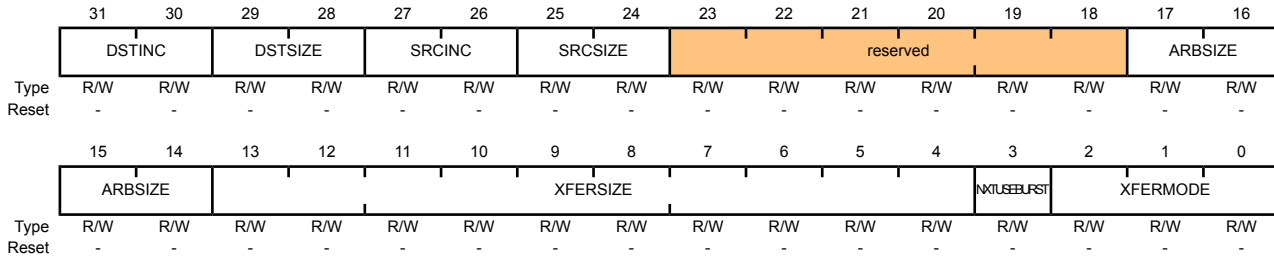 31 30 29 28 27 26 25 24 23 22 21 20 19 18 17 16
DSTINC DSTSIZE SRCINC SRCSIZE reserved ARBSIZE
Type R/W R/W R/W R/W R/W R/W R/W R/W R/W R/W R/W R/W R/W R/W R/W R/W
Reset - - - - - - - - - - - - - - - -
15 14 13 12 11 10 9 8 7 6 5 4 3 2 1 0
ARBSIZE XFERSIZE NXTUSEBURST XFERMODE
Type R/W R/W R/W R/W R/W R/W R/W R/W R/W R/W R/W R/W R/W R/W R/W R/W
Reset - - - - - - - - - - - - - - - -